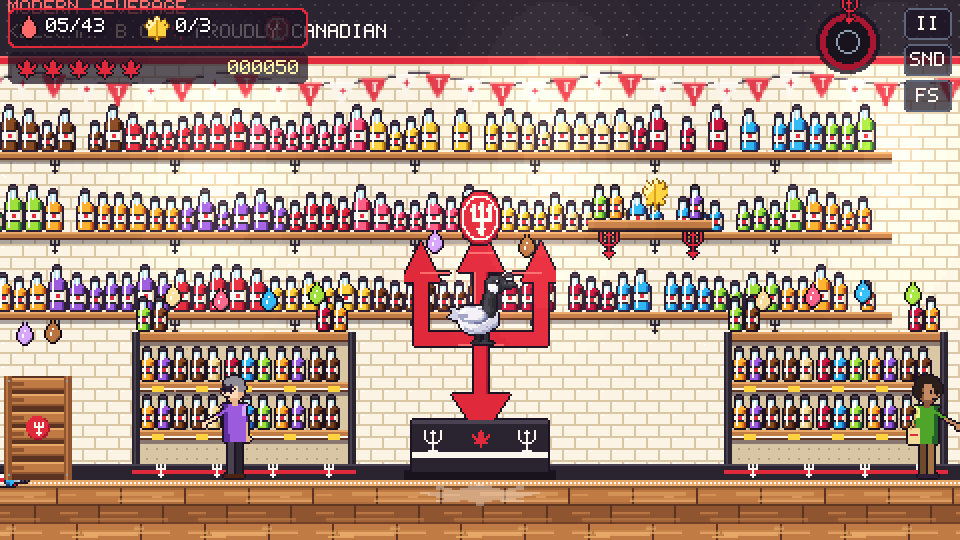 MODERN BEVERAGE
05/43
0/3
PROUDLY CANADIAN
000050
II
SND
FS